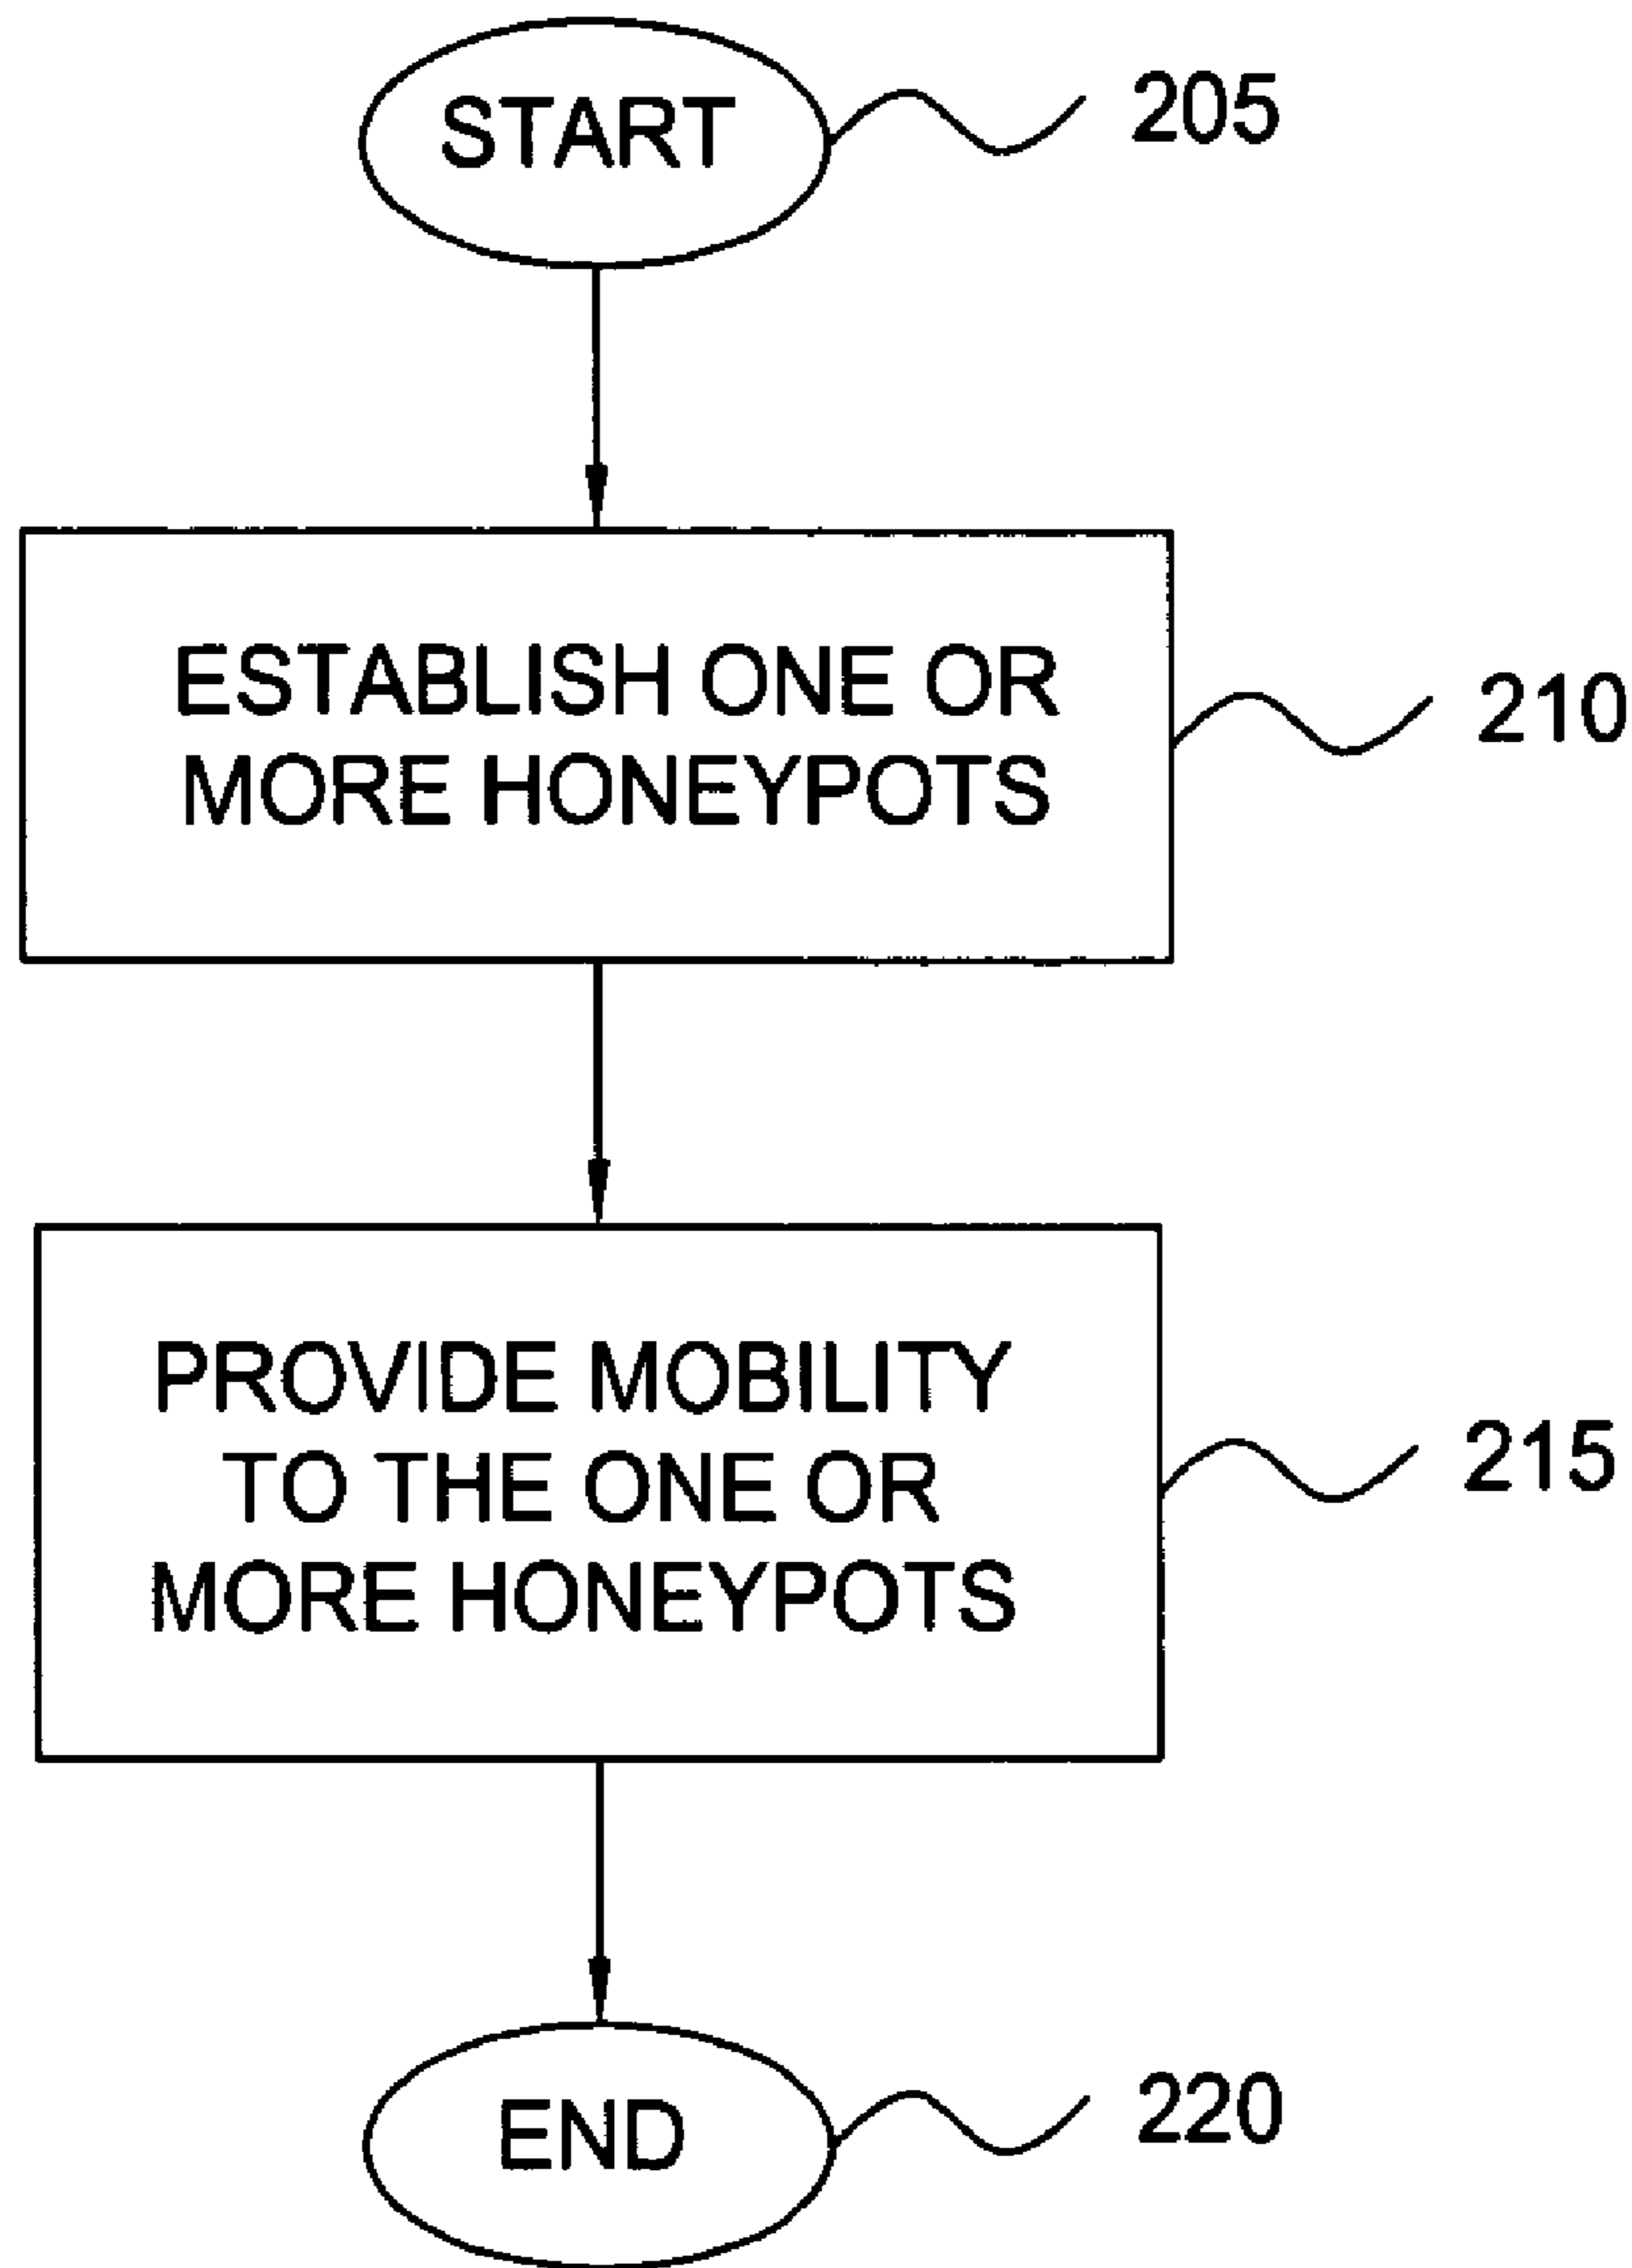 START
205
ESTABLISH ONE OR
MORE HONEYPOTS
210
PROVIDE MOBILITY
TO THE ONE OR
MORE HONEYPOTS
215
END
220